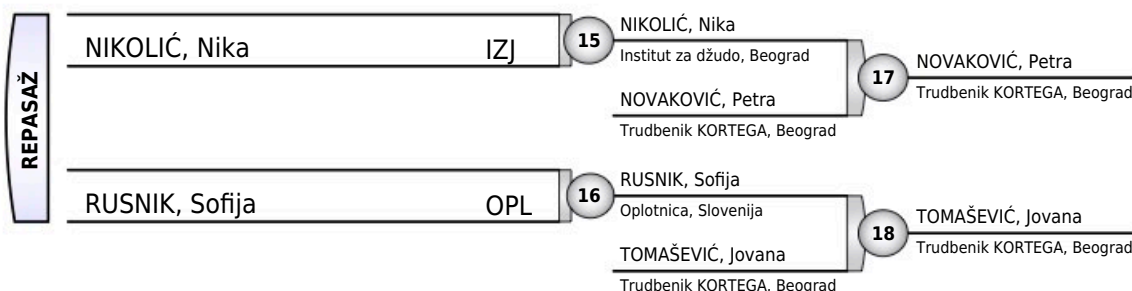 REPASAŽ
NIKOLIĆ, Nika IZJ
15
NIKOLIĆ, Nika
Institut za džudo, Beograd
NOVAKOVIĆ, Petra
Trudbenik KORTEGA, Beograd
17
NOVAKOVIĆ, Petra
Trudbenik KORTEGA, Beograd
RUSNIK, Sofija OPL
16
RUSNIK, Sofija
Oplotnica, Slovenija
TOMAŠEVIĆ, Jovana
Trudbenik KORTEGA, Beograd
18
TOMAŠEVIĆ, Jovana
Trudbenik KORTEGA, Beograd